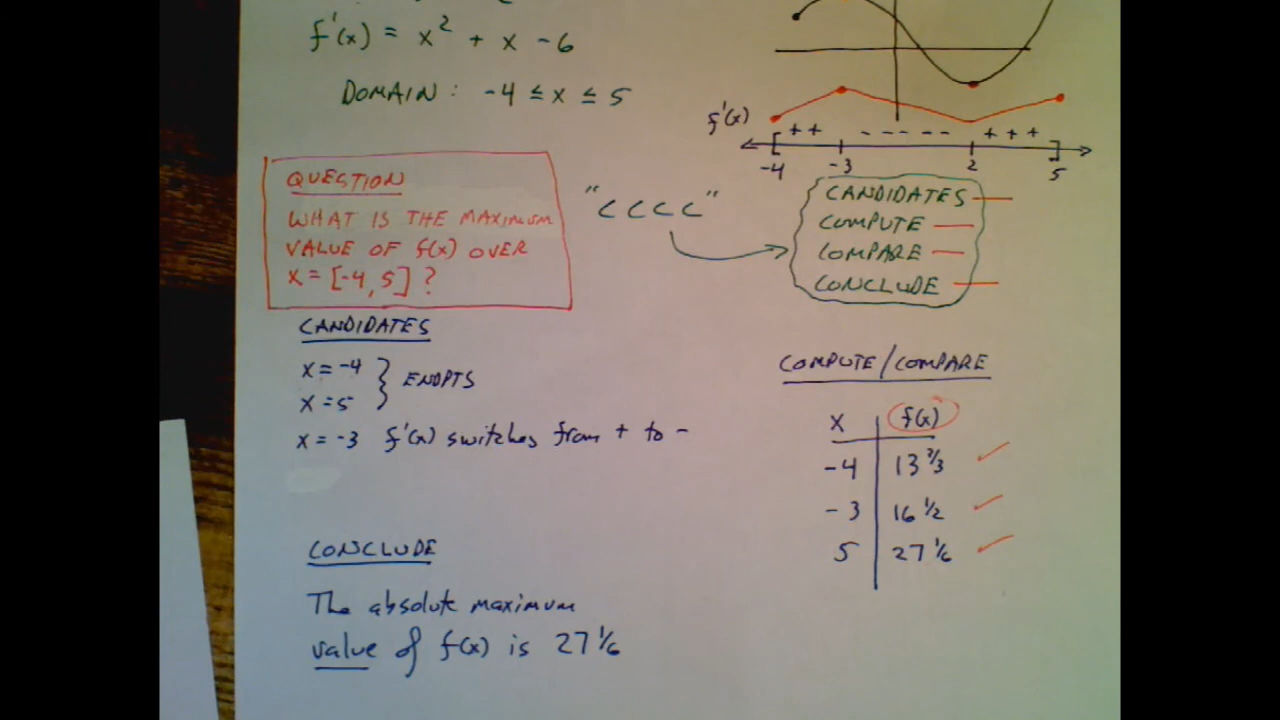 f'(x) = x² + x - 6
DOMAIN: -4 ≤ x ≤ 5
f'(x)
+ + - - - - - + + +
-4 -3 2 5
QUESTION
WHAT IS THE MAXIMUM
VALUE OF f(x) OVER
x = [-4, 5] ?
"CCCC"
CANDIDATES
COMPUTE
COMPARE
CONCLUDE
CANDIDATES
x = -4
x = 5
} ENDPTS
x = -3 f'(x) switches from + to -
COMPUTE/COMPARE
x f(x)
-4 13 2/3
-3 16 1/2
5 27 1/6
CONCLUDE
The absolute maximum
value of f(x) is 27 1/6